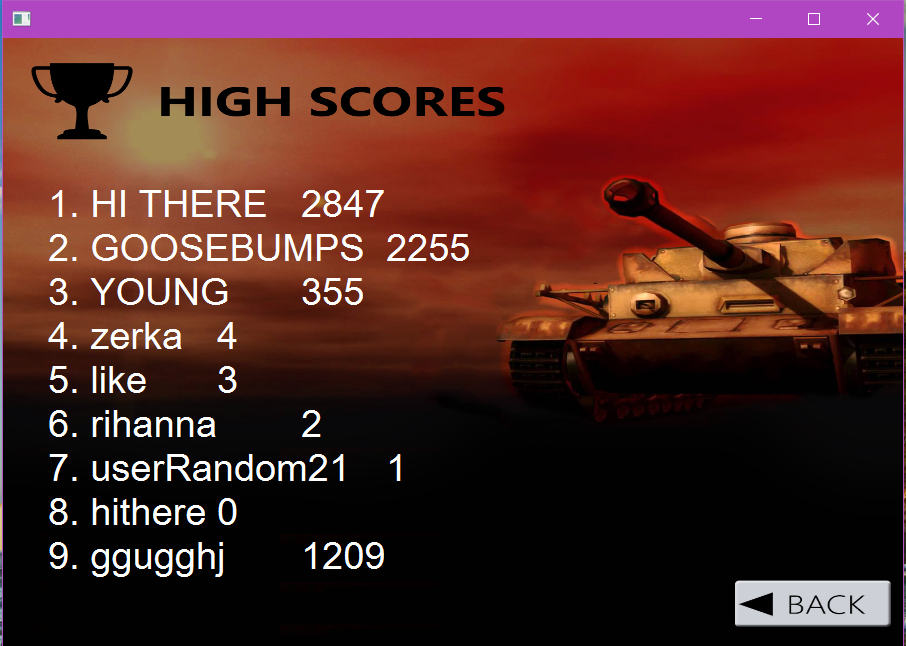 HIGH SCORES
1. HI THERE 2847
2. GOOSEBUMPS 2255
3. YOUNG 355
4. zerka 4
5. like 3
6. rihanna 2
7. userRandom21 1
8. hithere 0
9. ggugghj 1209
BACK